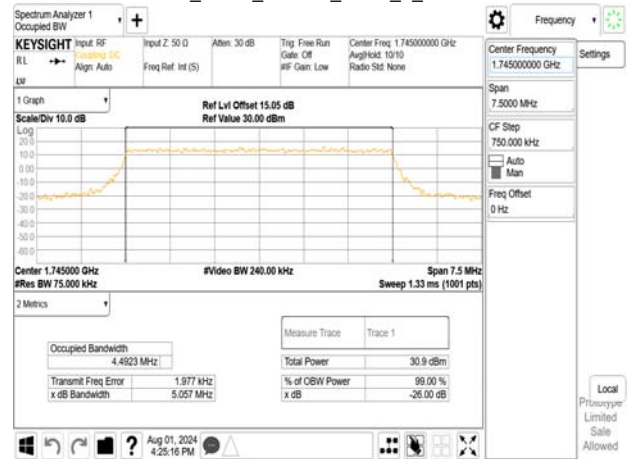 Spectrum Analyzer 1
Occupied BW
Frequency
KEYSIGHT
Input: RF
Coupling: DC
Align: Auto
Input Z: 50 Ω
Freq Ref: Int (S)
Atten: 30 dB
Trig: Free Run
Gate: Off
#IF Gain: Low
Center Freq: 1.745000000 GHz
Avg|Hold: 10/10
Radio Std: None
RL
Center Frequency
1.745000000 GHz
Settings
Span
7.5000 MHz
CF Step
750.000 kHz
Auto
Man
Freq Offset
0 Hz
1 Graph
Scale/Div 10.0 dB
Ref Lvl Offset 15.05 dB
Ref Value 30.00 dBm
Log
20.0
10.0
0.00
-10.0
-20.0
-30.0
-40.0
-50.0
-60.0
Center 1.745000 GHz
#Video BW 240.00 kHz
Span 7.5 MHz
#Res BW 75.000 kHz
Sweep 1.33 ms (1001 pts)
2 Metrics
Measure Trace
Trace 1
Occupied Bandwidth
4.4923 MHz
Total Power
30.9 dBm
Transmit Freq Error
1.977 kHz
% of OBW Power
99.00 %
x dB Bandwidth
5.057 MHz
x dB
-26.00 dB
Local
Prototype
Limited
Sale
Allowed
?
Aug 01, 2024
4:25:16 PM